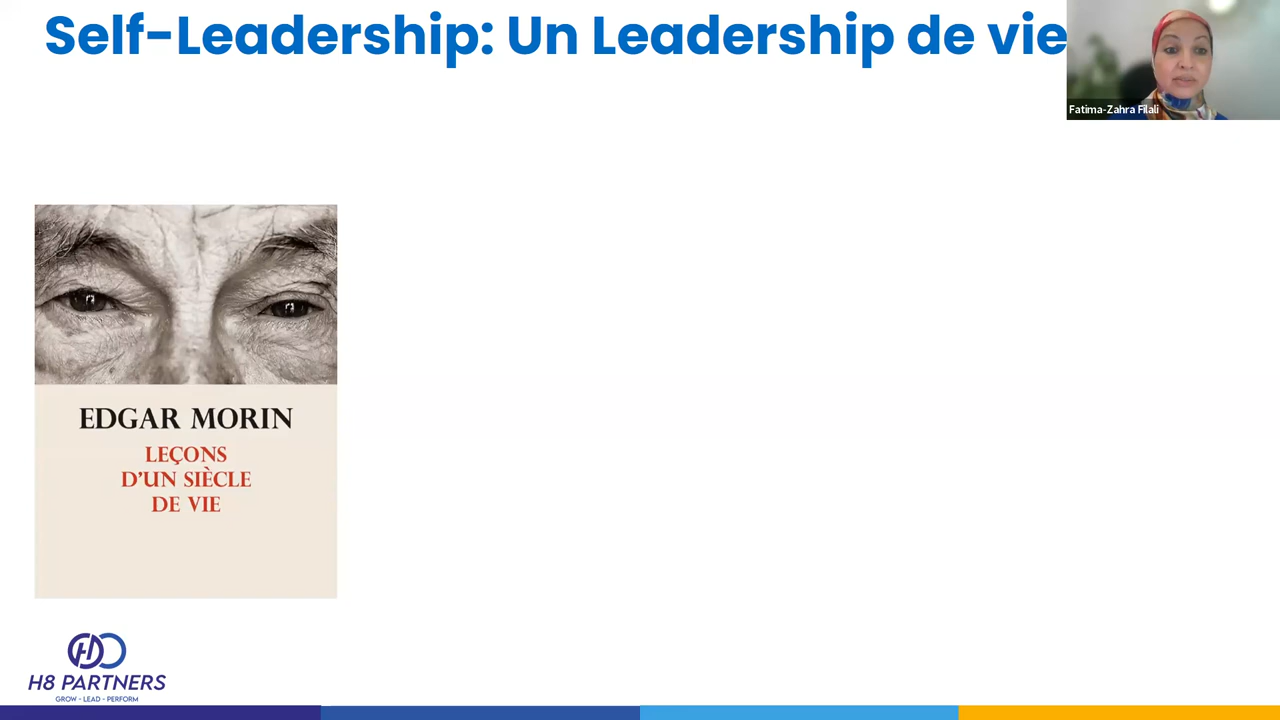 Self-Leadership: Un Leadership de vie
Fatima-Zahra Filali
EDGAR MORIN
LEÇONS
D'UN SIÈCLE
DE VIE
H8 PARTNERS
GROW - LEAD - PERFORM